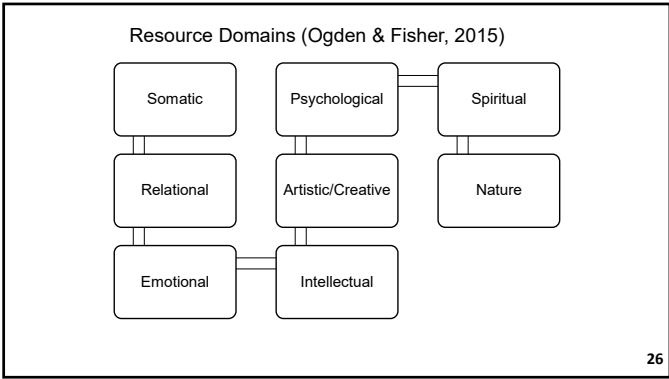 Resource Domains (Ogden & Fisher, 2015)
Somatic
Relational
Emotional
Intellectual
Artistic/Creative
Psychological
Spiritual
Nature
26